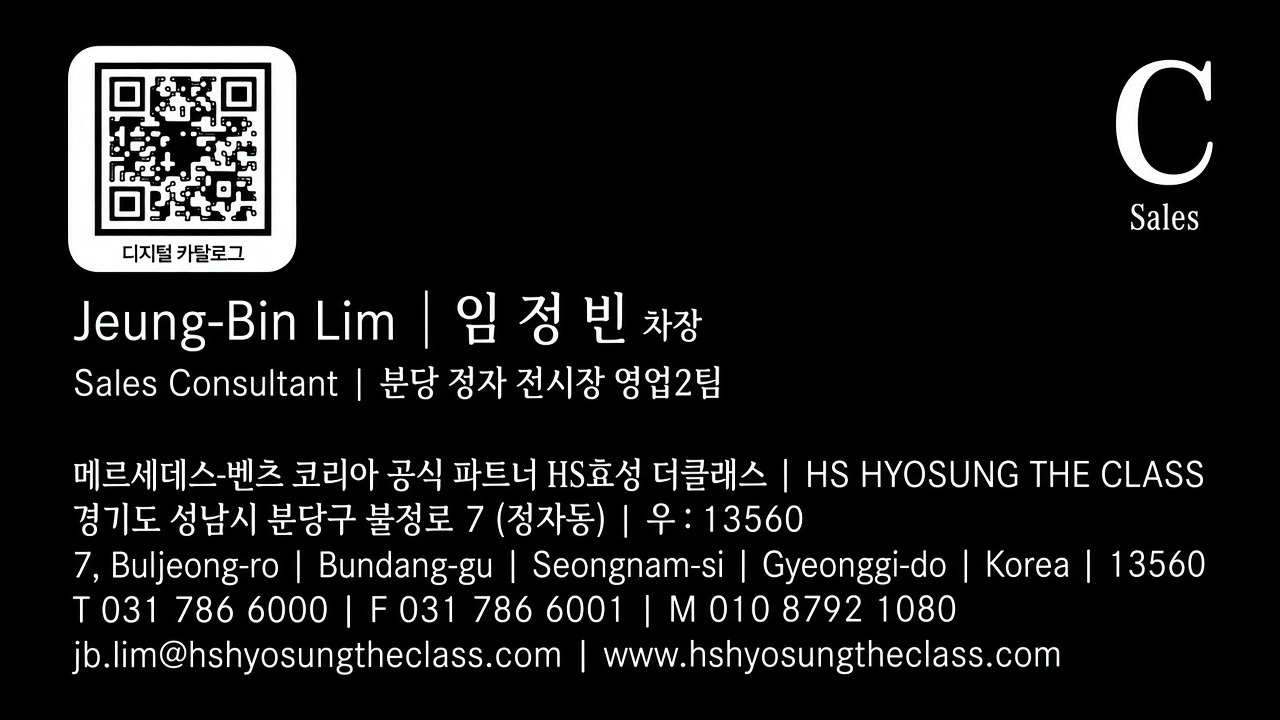 디지털 카탈로그
C
Sales
Jeung-Bin Lim | 임 정 빈 차장
Sales Consultant | 분당 정자 전시장 영업2팀
메르세데스-벤츠 코리아 공식 파트너 HS효성 더클래스 | HS HYOSUNG THE CLASS
경기도 성남시 분당구 불정로 7 (정자동) | 우 : 13560
7, Buljeong-ro | Bundang-gu | Seongnam-si | Gyeonggi-do | Korea | 13560
T 031 786 6000 | F 031 786 6001 | M 010 8792 1080
jb.lim@hshyosungtheclass.com | www.hshyosungtheclass.com